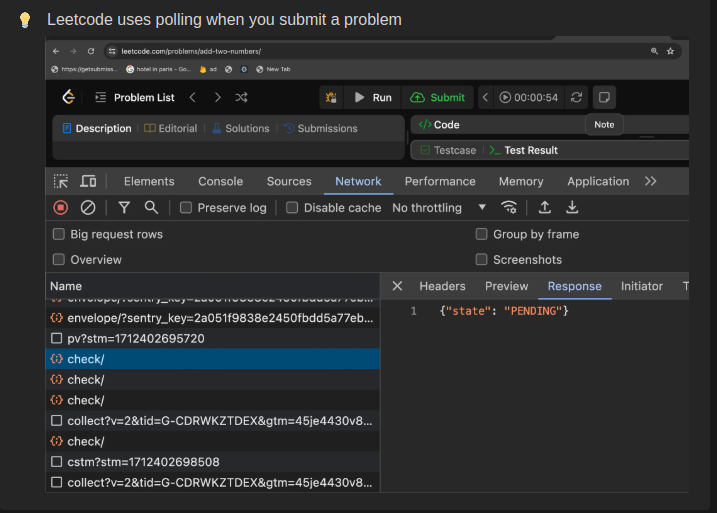 Leetcode uses polling when you submit a problem
leetcode.com/problems/add-two-numbers/
https://getsubmiss... hotel in paris - Go... ad New Tab
Problem List Run Submit 00:00:54
Description Editorial Solutions Submissions
</> Code Note
Testcase >_ Test Result
Elements Console Sources Network Performance Memory Application >>
Preserve log Disable cache No throttling
Big request rows Group by frame
Overview Screenshots
Name Headers Preview Response Initiator T
envelope/?sentry_key=2a051f9838e2450fbdd5a77eb...
envelope/?sentry_key=2a051f9838e2450fbdd5a77eb...
1 {"state": "PENDING"}
pv?stm=1712402695720
check/
check/
check/
collect?v=2&tid=G-CDRWKZTDEX&gtm=45je4430v8...
check/
cstm?stm=1712402698508
collect?v=2&tid=G-CDRWKZTDEX&gtm=45je4430v8...